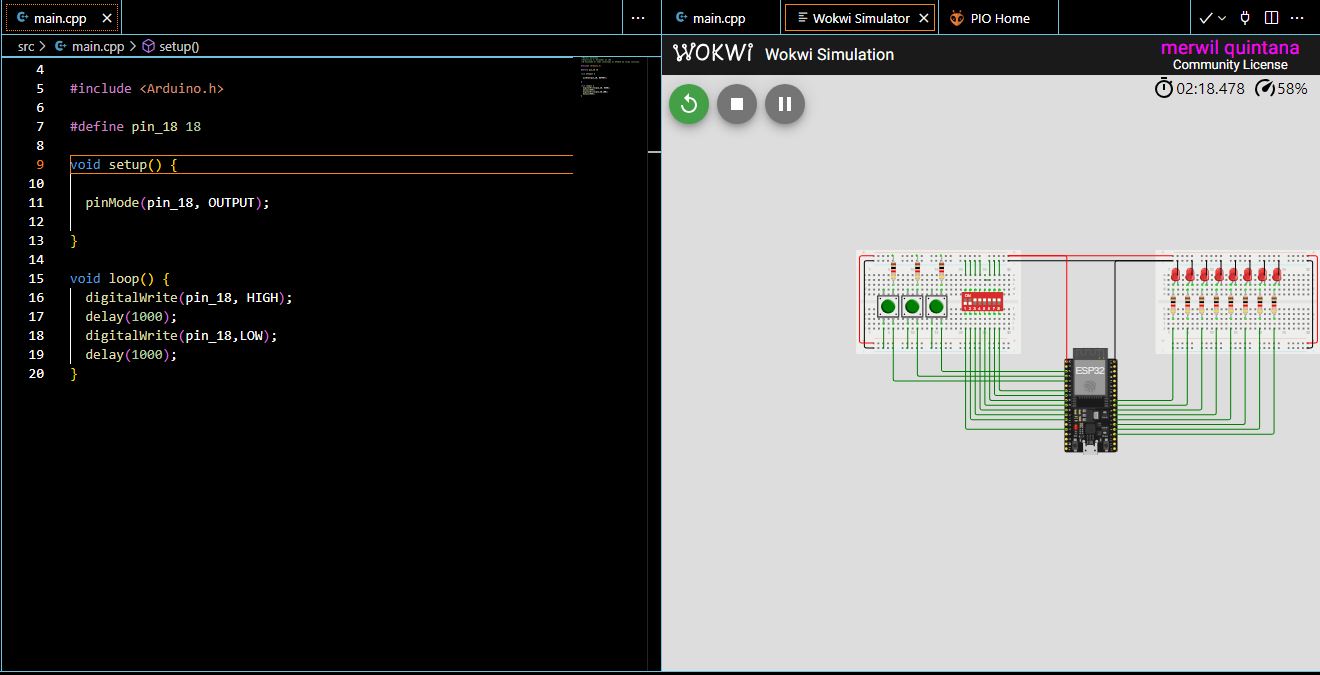 main.cpp
main.cpp
Wokwi Simulator
PIO Home
src > main.cpp > setup()
WOKWI Wokwi Simulation
merwil quintana
Community License
02:18.478 58%
4
5 #include <Arduino.h>
6
7 #define pin_18 18
8
9 void setup() {
10
11 pinMode(pin_18, OUTPUT);
12
13 }
14
15 void loop() {
16 digitalWrite(pin_18, HIGH);
17 delay(1000);
18 digitalWrite(pin_18,LOW);
19 delay(1000);
20 }
ESP32